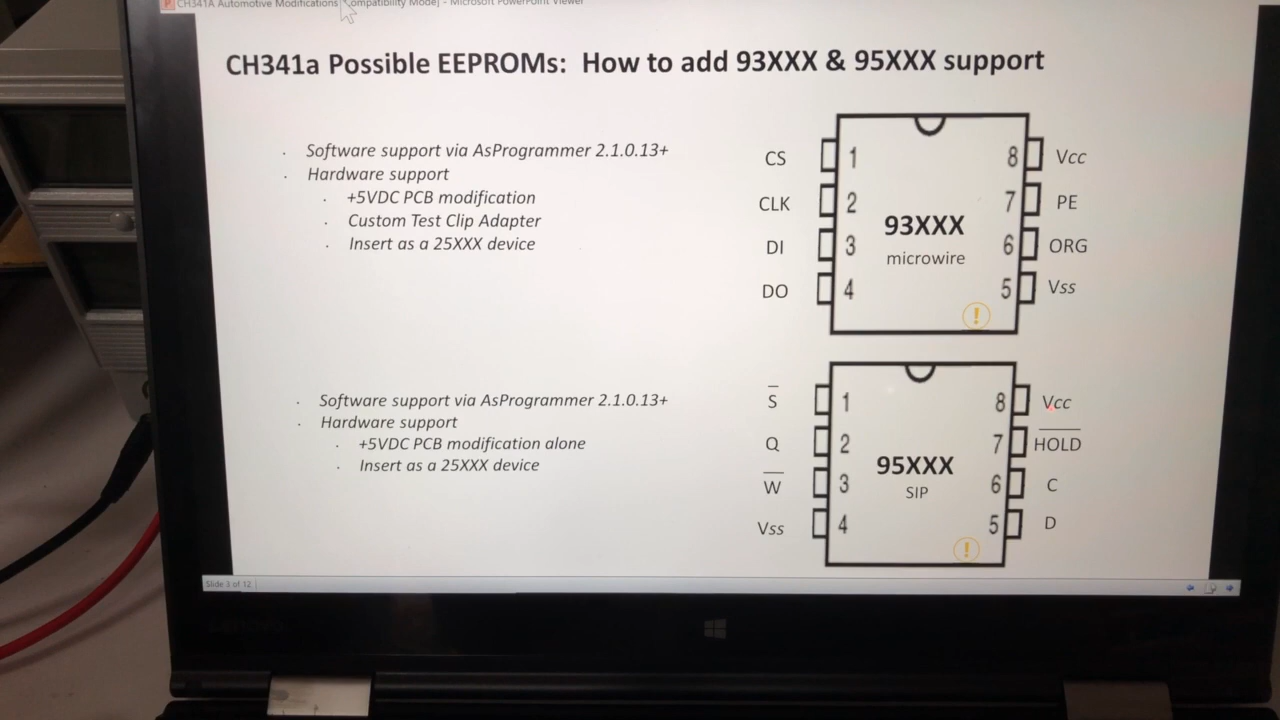 CH341A Automotive Modifications [Compatibility Mode] - Microsoft PowerPoint Viewer
CH341a Possible EEPROMs: How to add 93XXX & 95XXX support
· Software support via AsProgrammer 2.1.0.13+
· Hardware support
· +5VDC PCB modification
· Custom Test Clip Adapter
· Insert as a 25XXX device
CS 1 8 Vcc
CLK 2 7 PE
93XXX
DI 3 6 ORG
microwire
DO 4 5 Vss
!
· Software support via AsProgrammer 2.1.0.13+
· Hardware support
· +5VDC PCB modification alone
· Insert as a 25XXX device
S̅ 1 8 Vcc
Q 2 7 H̅O̅L̅D̅
95XXX
W̅ 3 6 C
SIP
Vss 4 5 D
!
Slide 3 of 12
Lenovo